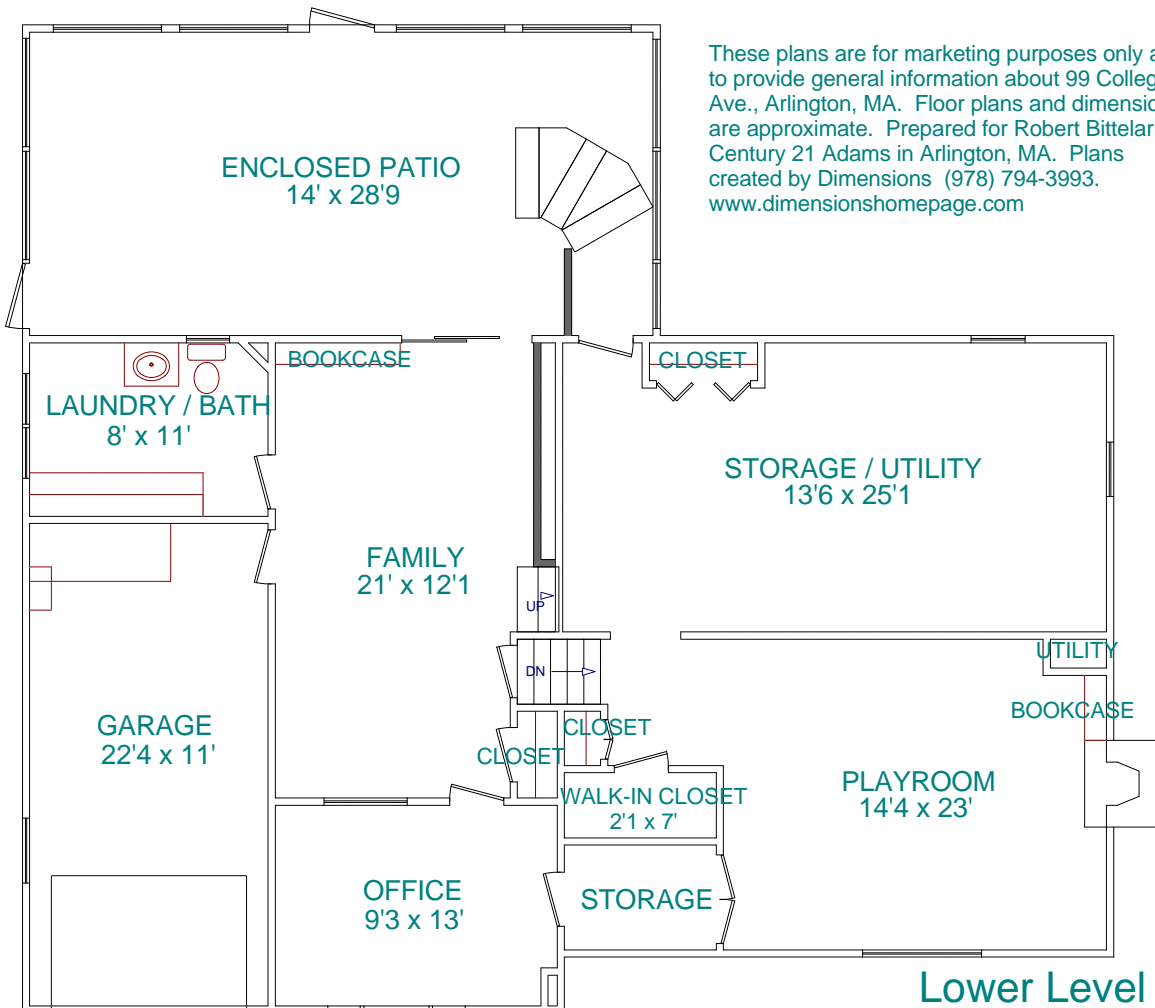 These plans are for marketing purposes only a
to provide general information about 99 Colleg
Ave., Arlington, MA.  Floor plans and dimensio
are approximate.  Prepared for Robert Bittelar
Century 21 Adams in Arlington, MA.  Plans
created by Dimensions  (978) 794-3993.
www.dimensionshomepage.com
ENCLOSED PATIO
14' x 28'9
BOOKCASE
CLOSET
LAUNDRY / BATH
8' x 11'
STORAGE / UTILITY
13'6 x 25'1
FAMILY
21' x 12'1
UP
DN
UTILITY
BOOKCASE
GARAGE
22'4 x 11'
CLOSET
CLOSET
PLAYROOM
14'4 x 23'
WALK-IN CLOSET
2'1 x 7'
OFFICE
9'3 x 13'
STORAGE
Lower Level